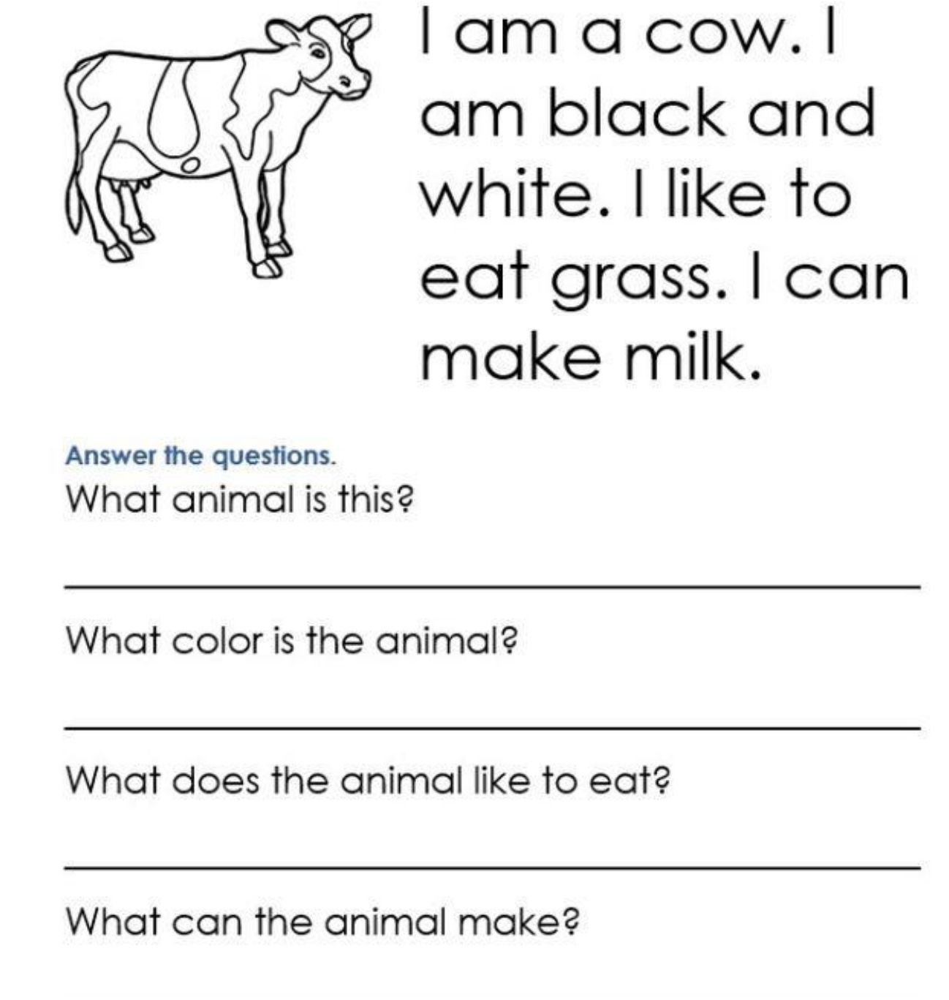 I am a cow. I
am black and
white. I like to
eat grass. I can
make milk.
Answer the questions.
What animal is this?
What color is the animal?
What does the animal like to eat?
What can the animal make?